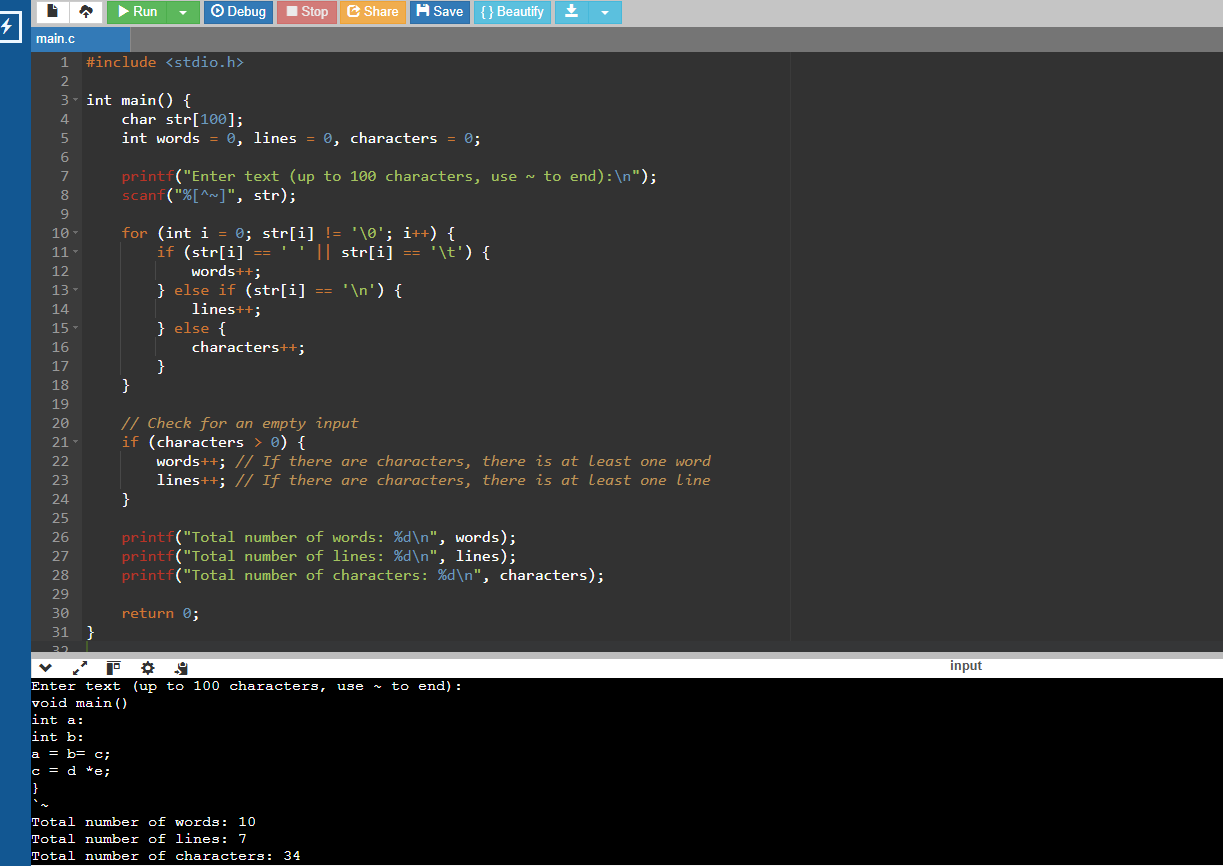 Run Debug Stop Share Save { } Beautify
main.c
1 #include <stdio.h>
2
3 int main() {
4 char str[100];
5 int words = 0, lines = 0, characters = 0;
6
7 printf("Enter text (up to 100 characters, use ~ to end):\n");
8 scanf("%[^~]", str);
9
10 for (int i = 0; str[i] != '\0'; i++) {
11 if (str[i] == ' ' || str[i] == '\t') {
12 words++;
13 } else if (str[i] == '\n') {
14 lines++;
15 } else {
16 characters++;
17 }
18 }
19
20 // Check for an empty input
21 if (characters > 0) {
22 words++; // If there are characters, there is at least one word
23 lines++; // If there are characters, there is at least one line
24 }
25
26 printf("Total number of words: %d\n", words);
27 printf("Total number of lines: %d\n", lines);
28 printf("Total number of characters: %d\n", characters);
29
30 return 0;
31 }
32
input
Enter text (up to 100 characters, use ~ to end):
void main()
int a:
int b:
a = b= c;
c = d *e;
}
`~
Total number of words: 10
Total number of lines: 7
Total number of characters: 34